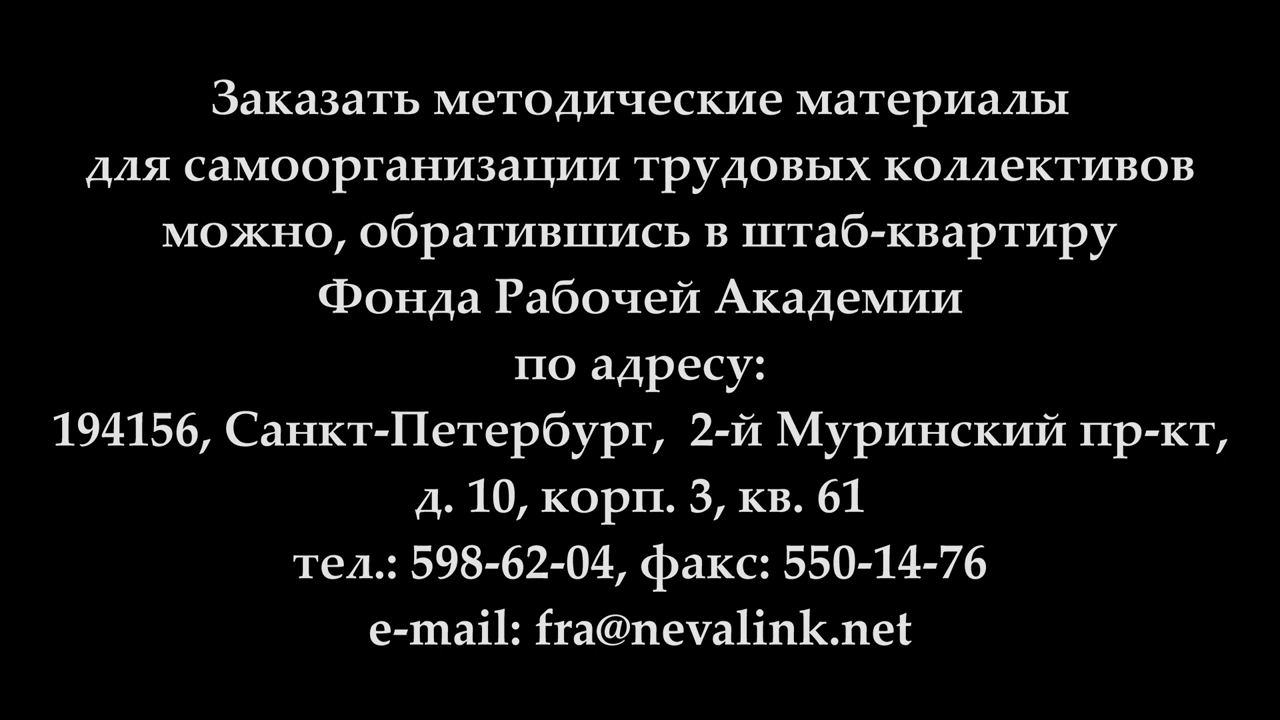 Заказать методические материалы
для самоорганизации трудовых коллективов
можно, обратившись в штаб-квартиру
Фонда Рабочей Академии
по адресу:
194156, Санкт-Петербург,  2-й Муринский пр-кт,
д. 10, корп. 3, кв. 61
тел.: 598-62-04, факс: 550-14-76
e-mail: fra@nevalink.net